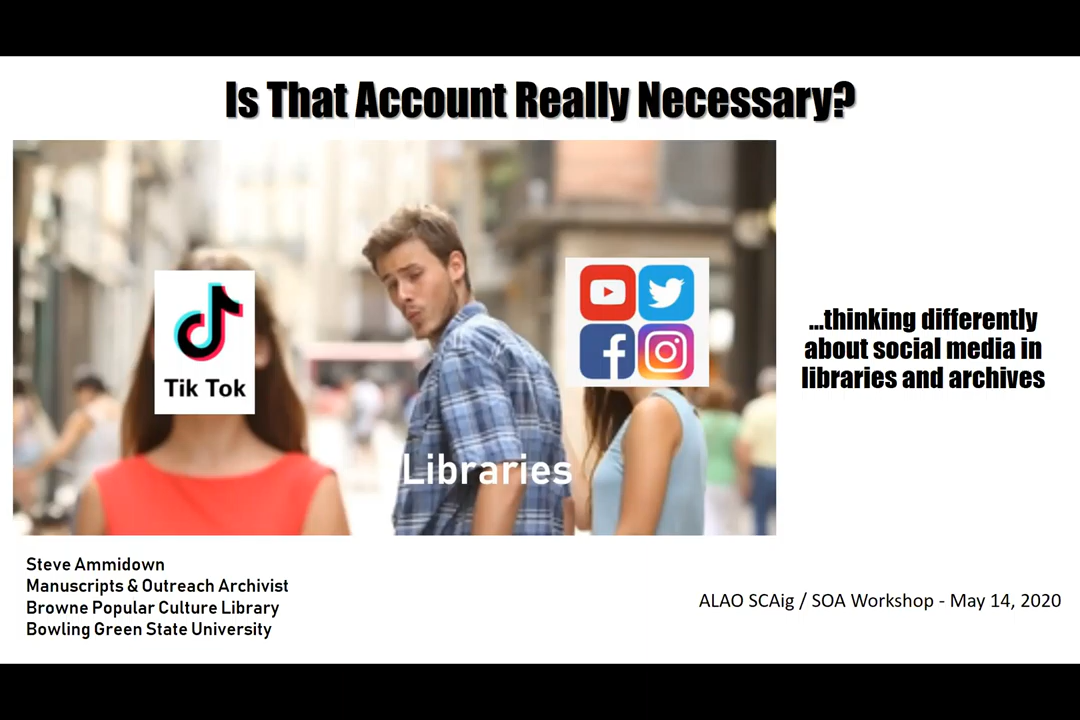 Is That Account Really Necessary?
Tik Tok
Libraries
...thinking differently
about social media in
libraries and archives
Steve Ammidown
Manuscripts & Outreach Archivist
Browne Popular Culture Library
Bowling Green State University
ALAO SCAig / SOA Workshop - May 14, 2020